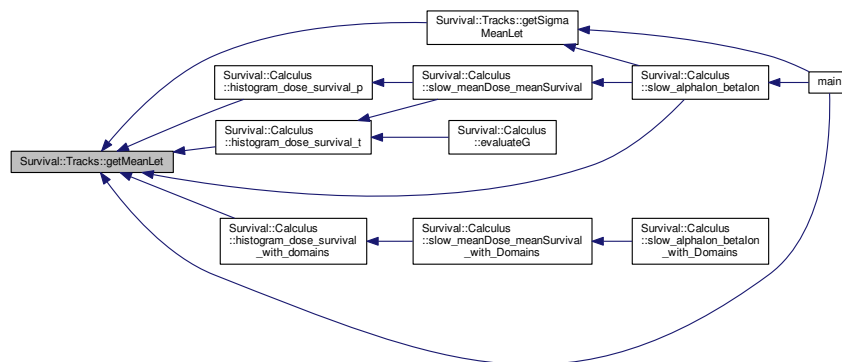 Survival::Tracks::getSigma
MeanLet
Survival::Calculus
::histogram_dose_survival_p
Survival::Calculus
::slow_meanDose_meanSurvival
Survival::Calculus
::slow_alphaIon_betaIon
main
Survival::Calculus
::histogram_dose_survival_t
Survival::Calculus
::evaluateG
Survival::Tracks::getMeanLet
Survival::Calculus
::histogram_dose_survival
_with_domains
Survival::Calculus
::slow_meanDose_meanSurvival
_with_Domains
Survival::Calculus
::slow_alphaIon_betaIon
_with_Domains